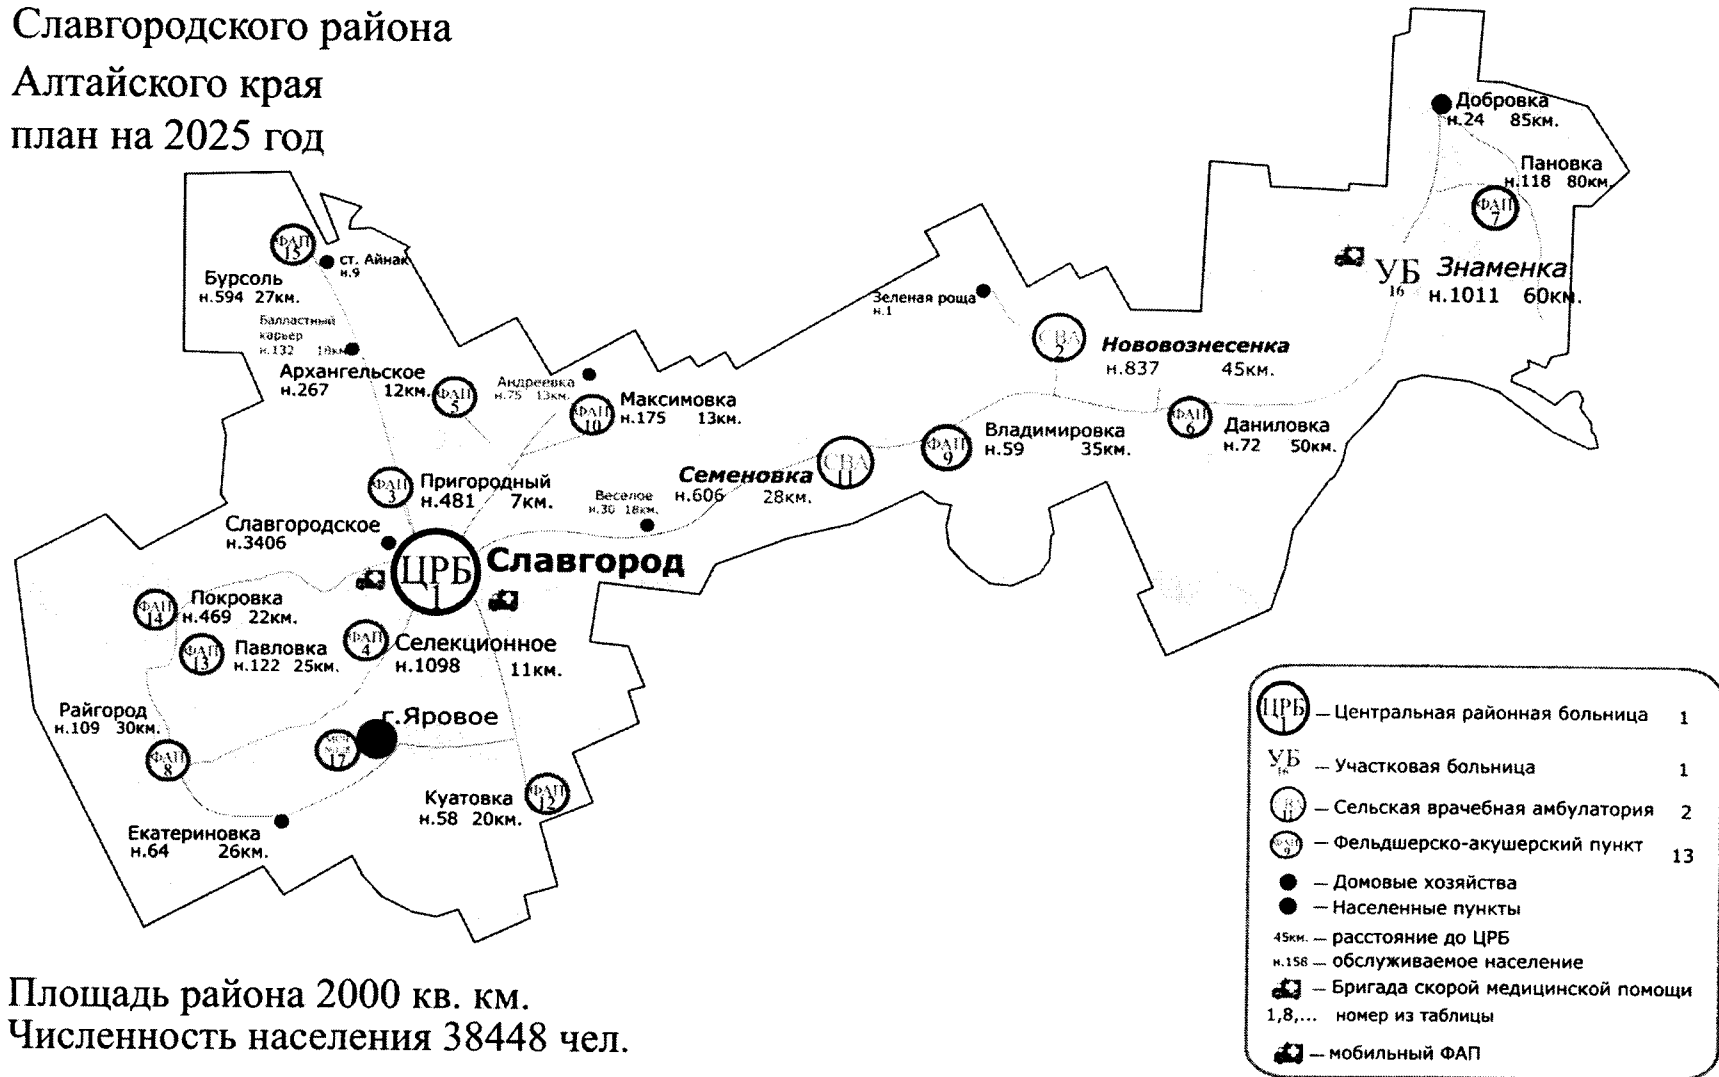 Славгородского района
Алтайского края
план на 2025 год
Добровка
н.24 85км.
Пановка
н.118 80км.
ФАП
7
УБ
16
Знаменка
н.1011 60км.
ФАП
15
ст. Айнак
н.9
Бурсоль
н.594 27км.
Балластный
карьер
н.132 18км
Зеленая роща
н.1
СВА
2
Нововознесенка
н.837 45км.
Архангельское
н.267 12км.
ФАП
5
Андреевка
н.75 13км.
ФАП
10
Максимовка
н.175 13км.
ФАП
6
Даниловка
н.72 50км.
ФАП
9
Владимировка
н.59 35км.
СВА
11
Семеновка
н.606 28км.
ФАП
3
Пригородный
н.481 7км.
Веселое
н.30 18км.
Славгородское
н.3406
ЦРБ
1
Славгород
ФАП
14
Покровка
н.469 22км.
ФАП
13
Павловка
н.122 25км.
ФАП
4
Селекционное
н.1098 11км.
Райгород
н.109 30км.
ФАП
8
г.Яровое
17
Куатовка
н.58 20км.
ФАП
12
Екатериновка
н.64 26км.
ЦРБ
1
– Центральная районная больница 1
УБ
16
– Участковая больница 1
СВА
11
– Сельская врачебная амбулатория 2
ФАП
9
– Фельдшерско-акушерский пункт 13
– Домовые хозяйства
– Населенные пункты
45км. – расстояние до ЦРБ
н.158 – обслуживаемое население
– Бригада скорой медицинской помощи
1,8,... номер из таблицы
– мобильный ФАП
Площадь района 2000 кв. км.
Численность населения 38448 чел.